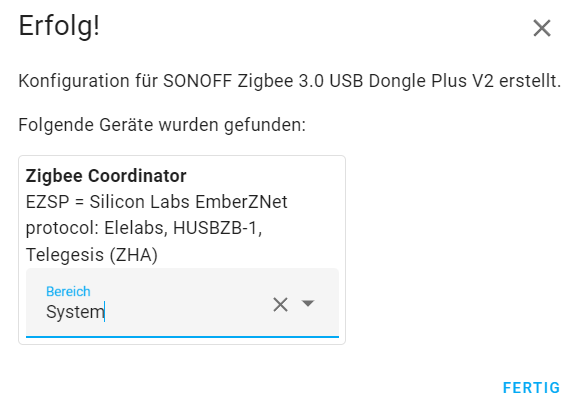 Erfolg!
Konfiguration für SONOFF Zigbee 3.0 USB Dongle Plus V2 erstellt.
Folgende Geräte wurden gefunden:
Zigbee Coordinator
EZSP = Silicon Labs EmberZNet
protocol: Elelabs, HUSBZB-1,
Telegesis (ZHA)
Bereich
System
FERTIG